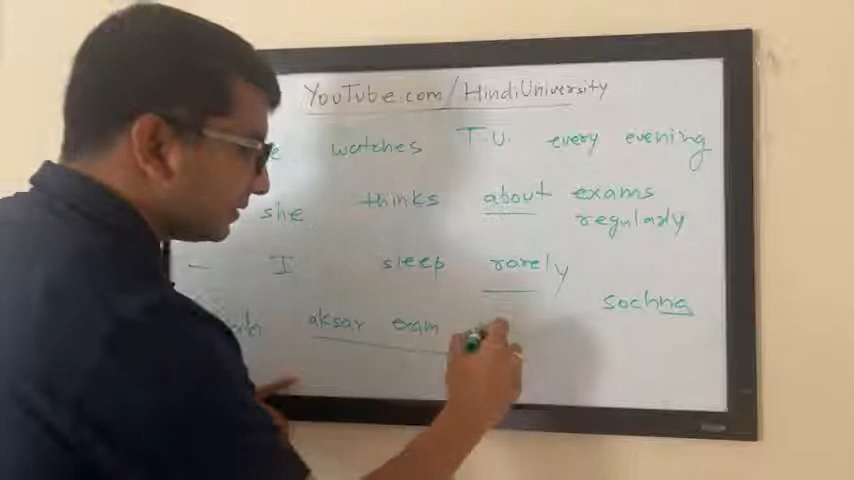 YouTube.com/HindiUniversity
watches T.V. every evening
she thinks about exams
regularly
- I sleep rarely
sochna
aksar exam